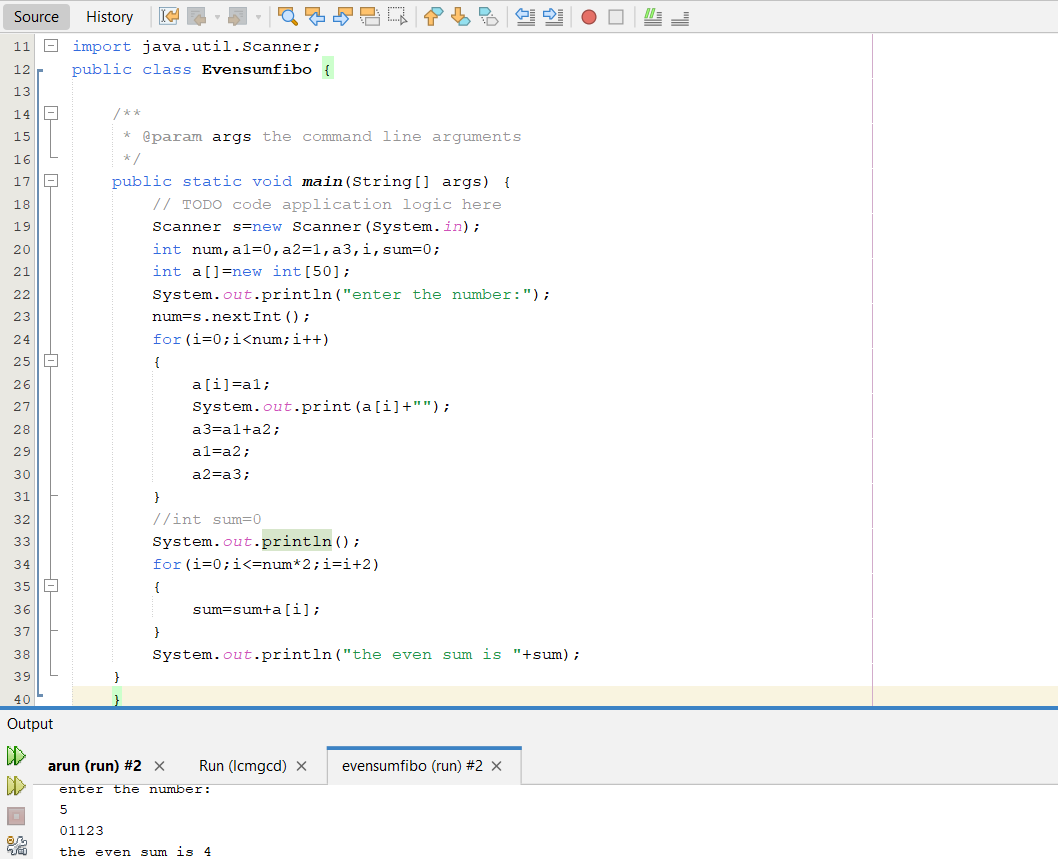 Source History
11 import java.util.Scanner;
12 public class Evensumfibo {
13
14 /**
15 * @param args the command line arguments
16 */
17 public static void main(String[] args) {
18 // TODO code application logic here
19 Scanner s=new Scanner(System.in);
20 int num,a1=0,a2=1,a3,i,sum=0;
21 int a[]=new int[50];
22 System.out.println("enter the number:");
23 num=s.nextInt();
24 for(i=0;i<num;i++)
25 {
26 a[i]=a1;
27 System.out.print(a[i]+"");
28 a3=a1+a2;
29 a1=a2;
30 a2=a3;
31 }
32 //int sum=0
33 System.out.println();
34 for(i=0;i<=num*2;i=i+2)
35 {
36 sum=sum+a[i];
37 }
38 System.out.println("the even sum is "+sum);
39 }
40 }
Output
arun (run) #2 Run (lcmgcd) evensumfibo (run) #2
enter the number:
5
01123
the even sum is 4